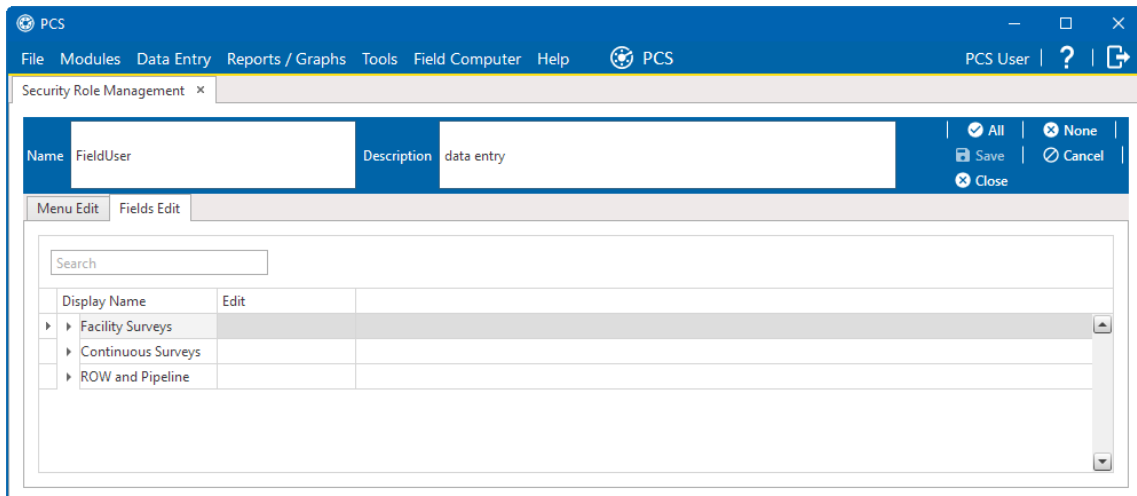 PCS
File Modules Data Entry Reports / Graphs Tools Field Computer Help PCS PCS User | ? |
Security Role Management ×
Name FieldUser Description data entry | All | None |
Save | Cancel |
Close
Menu Edit Fields Edit
Search
Display Name Edit
Facility Surveys
Continuous Surveys
ROW and Pipeline